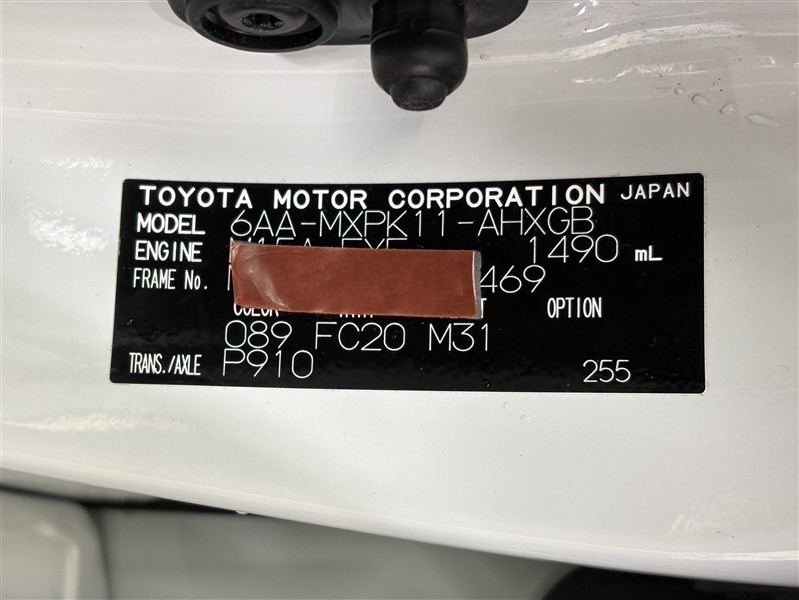 TOYOTA MOTOR CORPORATION JAPAN
MODEL 6AA-MXPK11-AHXGB
ENGINE 1490 mL
FRAME No. 469
OPTION
089 FC20 M31
TRANS./AXLE P910 255